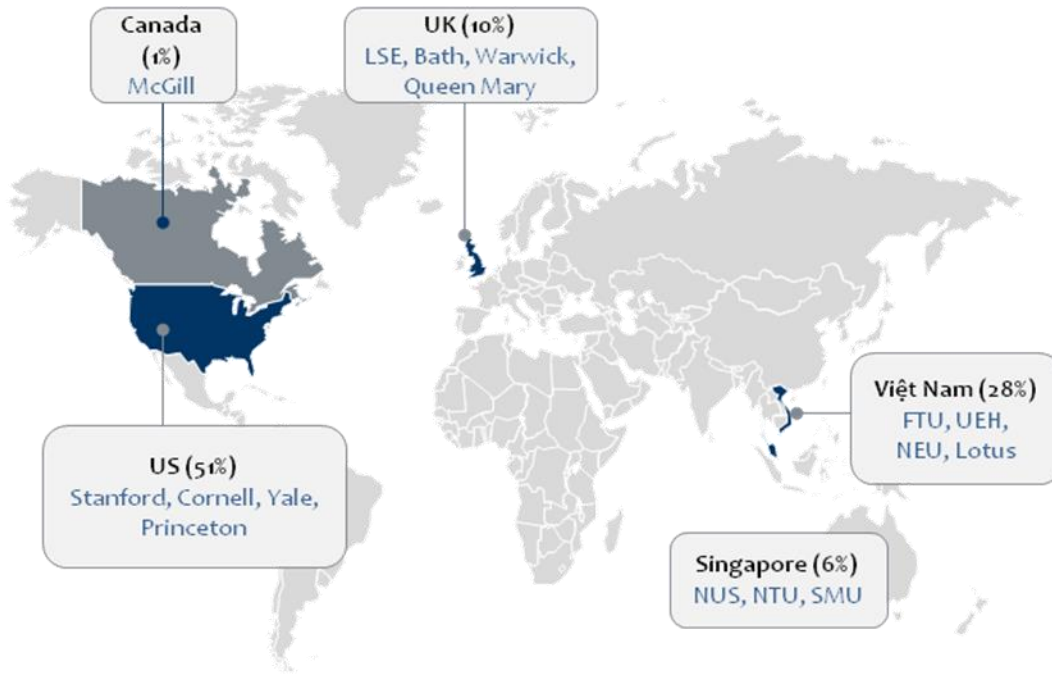 Canada
(1%)
McGill
UK (10%)
LSE, Bath, Warwick,
Queen Mary
US (51%)
Stanford, Cornell, Yale,
Princeton
Việt Nam (28%)
FTU, UEH,
NEU, Lotus
Singapore (6%)
NUS, NTU, SMU